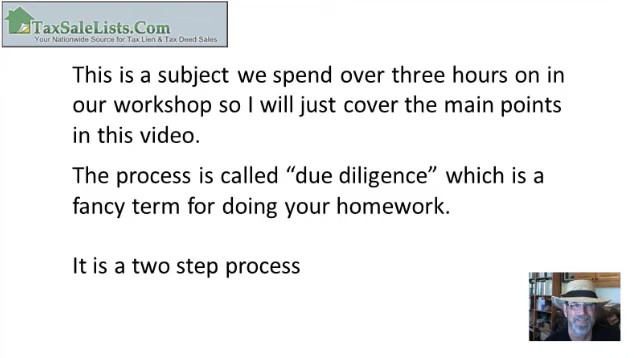 TaxSaleLists.Com
Your Nationwide Source for Tax Lien & Tax Deed Sales
This is a subject we spend over three hours on in
our workshop so I will just cover the main points
in this video.
The process is called “due diligence” which is a
fancy term for doing your homework.
It is a two step process